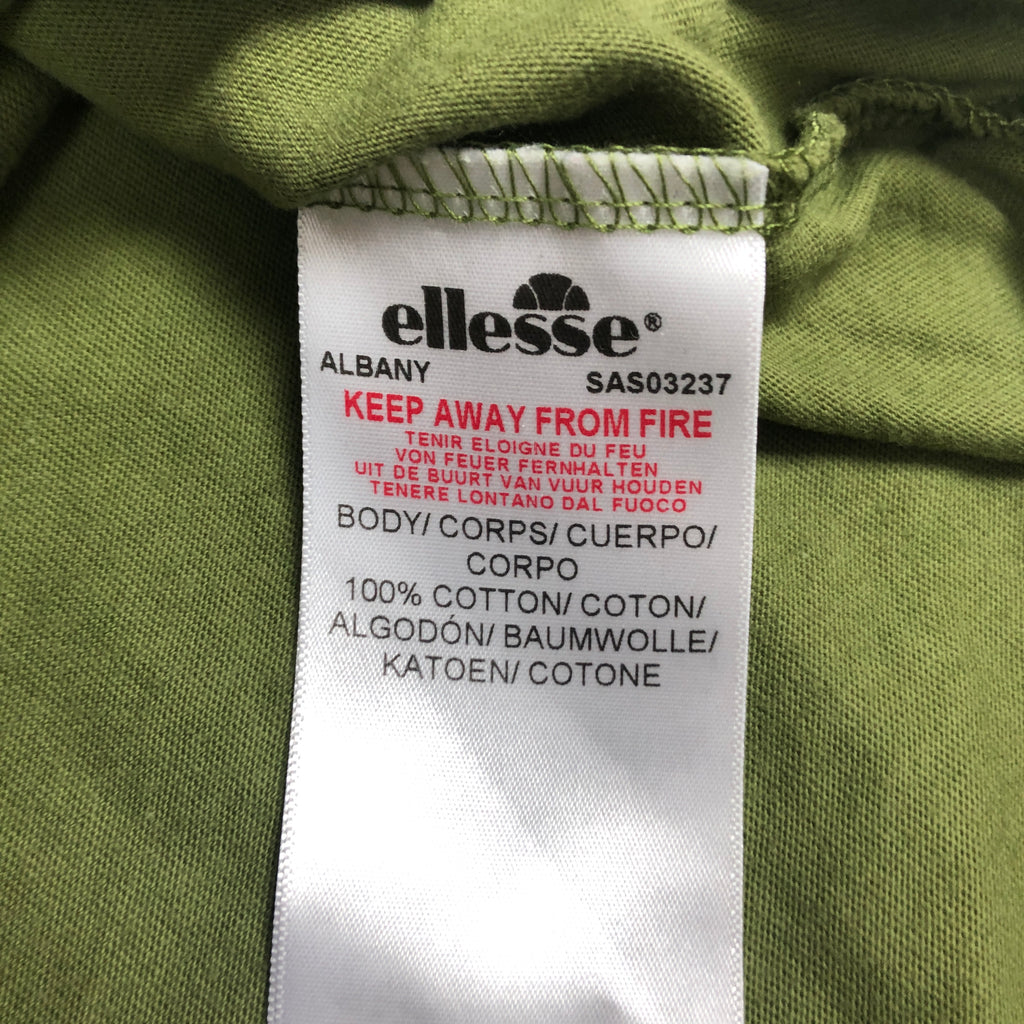 ellesse®
ALBANY SAS03237
KEEP AWAY FROM FIRE
TENIR ELOIGNE DU FEU
VON FEUER FERNHALTEN
UIT DE BUURT VAN VUUR HOUDEN
TENERE LONTANO DAL FUOCO
BODY/ CORPS/ CUERPO/
CORPO
100% COTTON/ COTON/
ALGODÓN/ BAUMWOLLE/
KATOEN/ COTONE